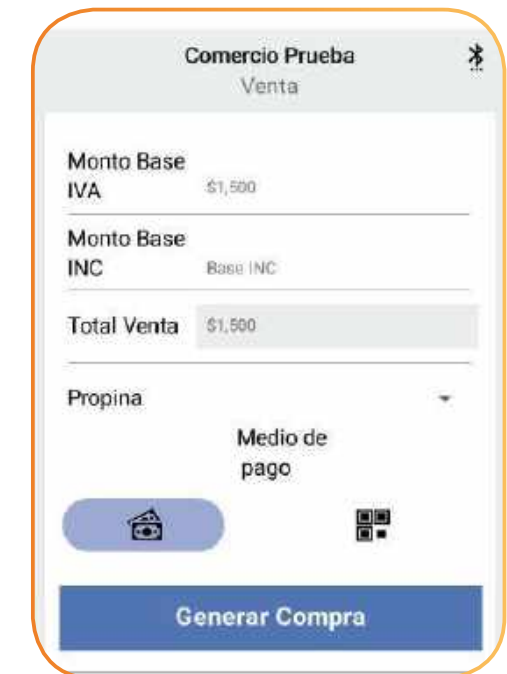 Comercio Prueba
Venta
Monto Base
IVA
$1,500
Monto Base
INC
Base INC
Total Venta
$1,500
Propina
Medio de
pago
Generar Compra